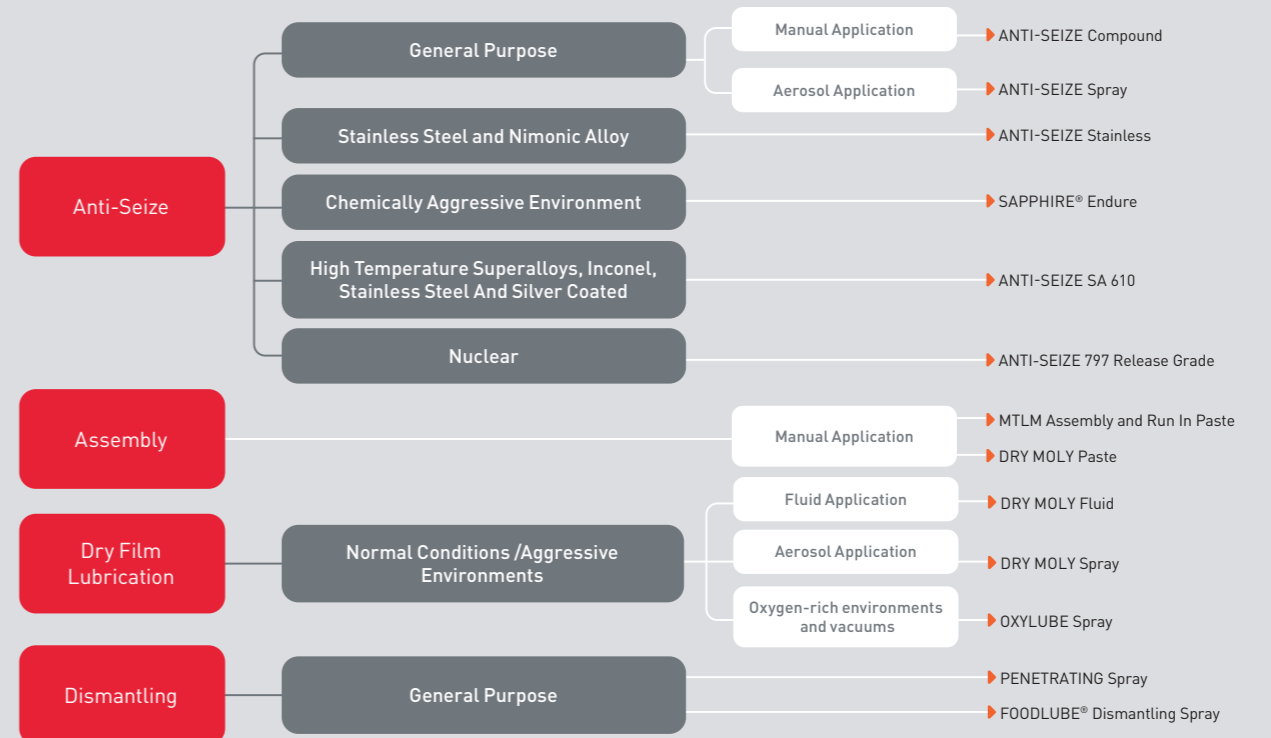 General Purpose
Manual Application
ANTI-SEIZE Compound
Aerosol Application
ANTI-SEIZE Spray
Stainless Steel and Nimonic Alloy
ANTI-SEIZE Stainless
Anti-Seize
Chemically Aggressive Environment
SAPPHIRE® Endure
High Temperature Superalloys, Inconel,
Stainless Steel And Silver Coated
ANTI-SEIZE SA 610
Nuclear
ANTI-SEIZE 797 Release Grade
Assembly
Manual Application
MTLM Assembly and Run In Paste
DRY MOLY Paste
Dry Film
Lubrication
Normal Conditions /Aggressive
Environments
Fluid Application
DRY MOLY Fluid
Aerosol Application
DRY MOLY Spray
Oxygen-rich environments
and vacuums
OXYLUBE Spray
Dismantling
General Purpose
PENETRATING Spray
FOODLUBE® Dismantling Spray